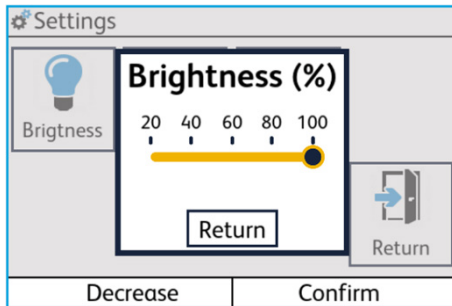 Settings
Brightness (%)
20 40 60 80 100
Brigtness
Return
Return
Decrease Confirm